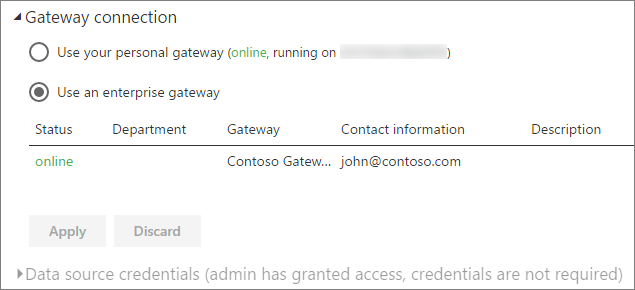 Gateway connection
Use your personal gateway (online, running on )
Use an enterprise gateway
Status Department Gateway Contact information Description
online Contoso Gatew... john@contoso.com
Apply Discard
Data source credentials (admin has granted access, credentials are not required)